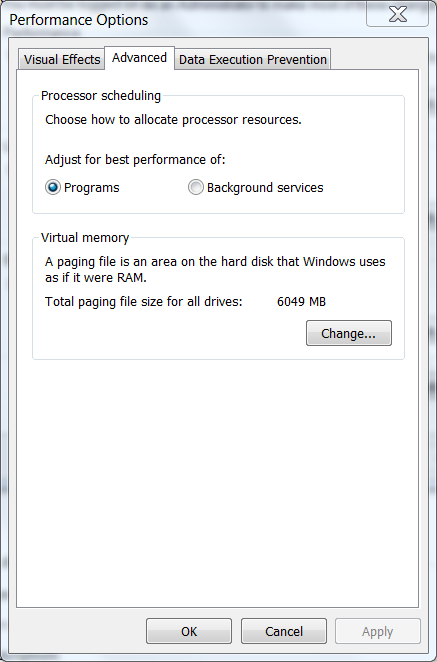 Performance Options
Visual Effects
Advanced
Data Execution Prevention
Processor scheduling
Choose how to allocate processor resources.
Adjust for best performance of:
Programs
Background services
Virtual memory
A paging file is an area on the hard disk that Windows uses
as if it were RAM.
Total paging file size for all drives: 6049 MB
Change...
OK
Cancel
Apply